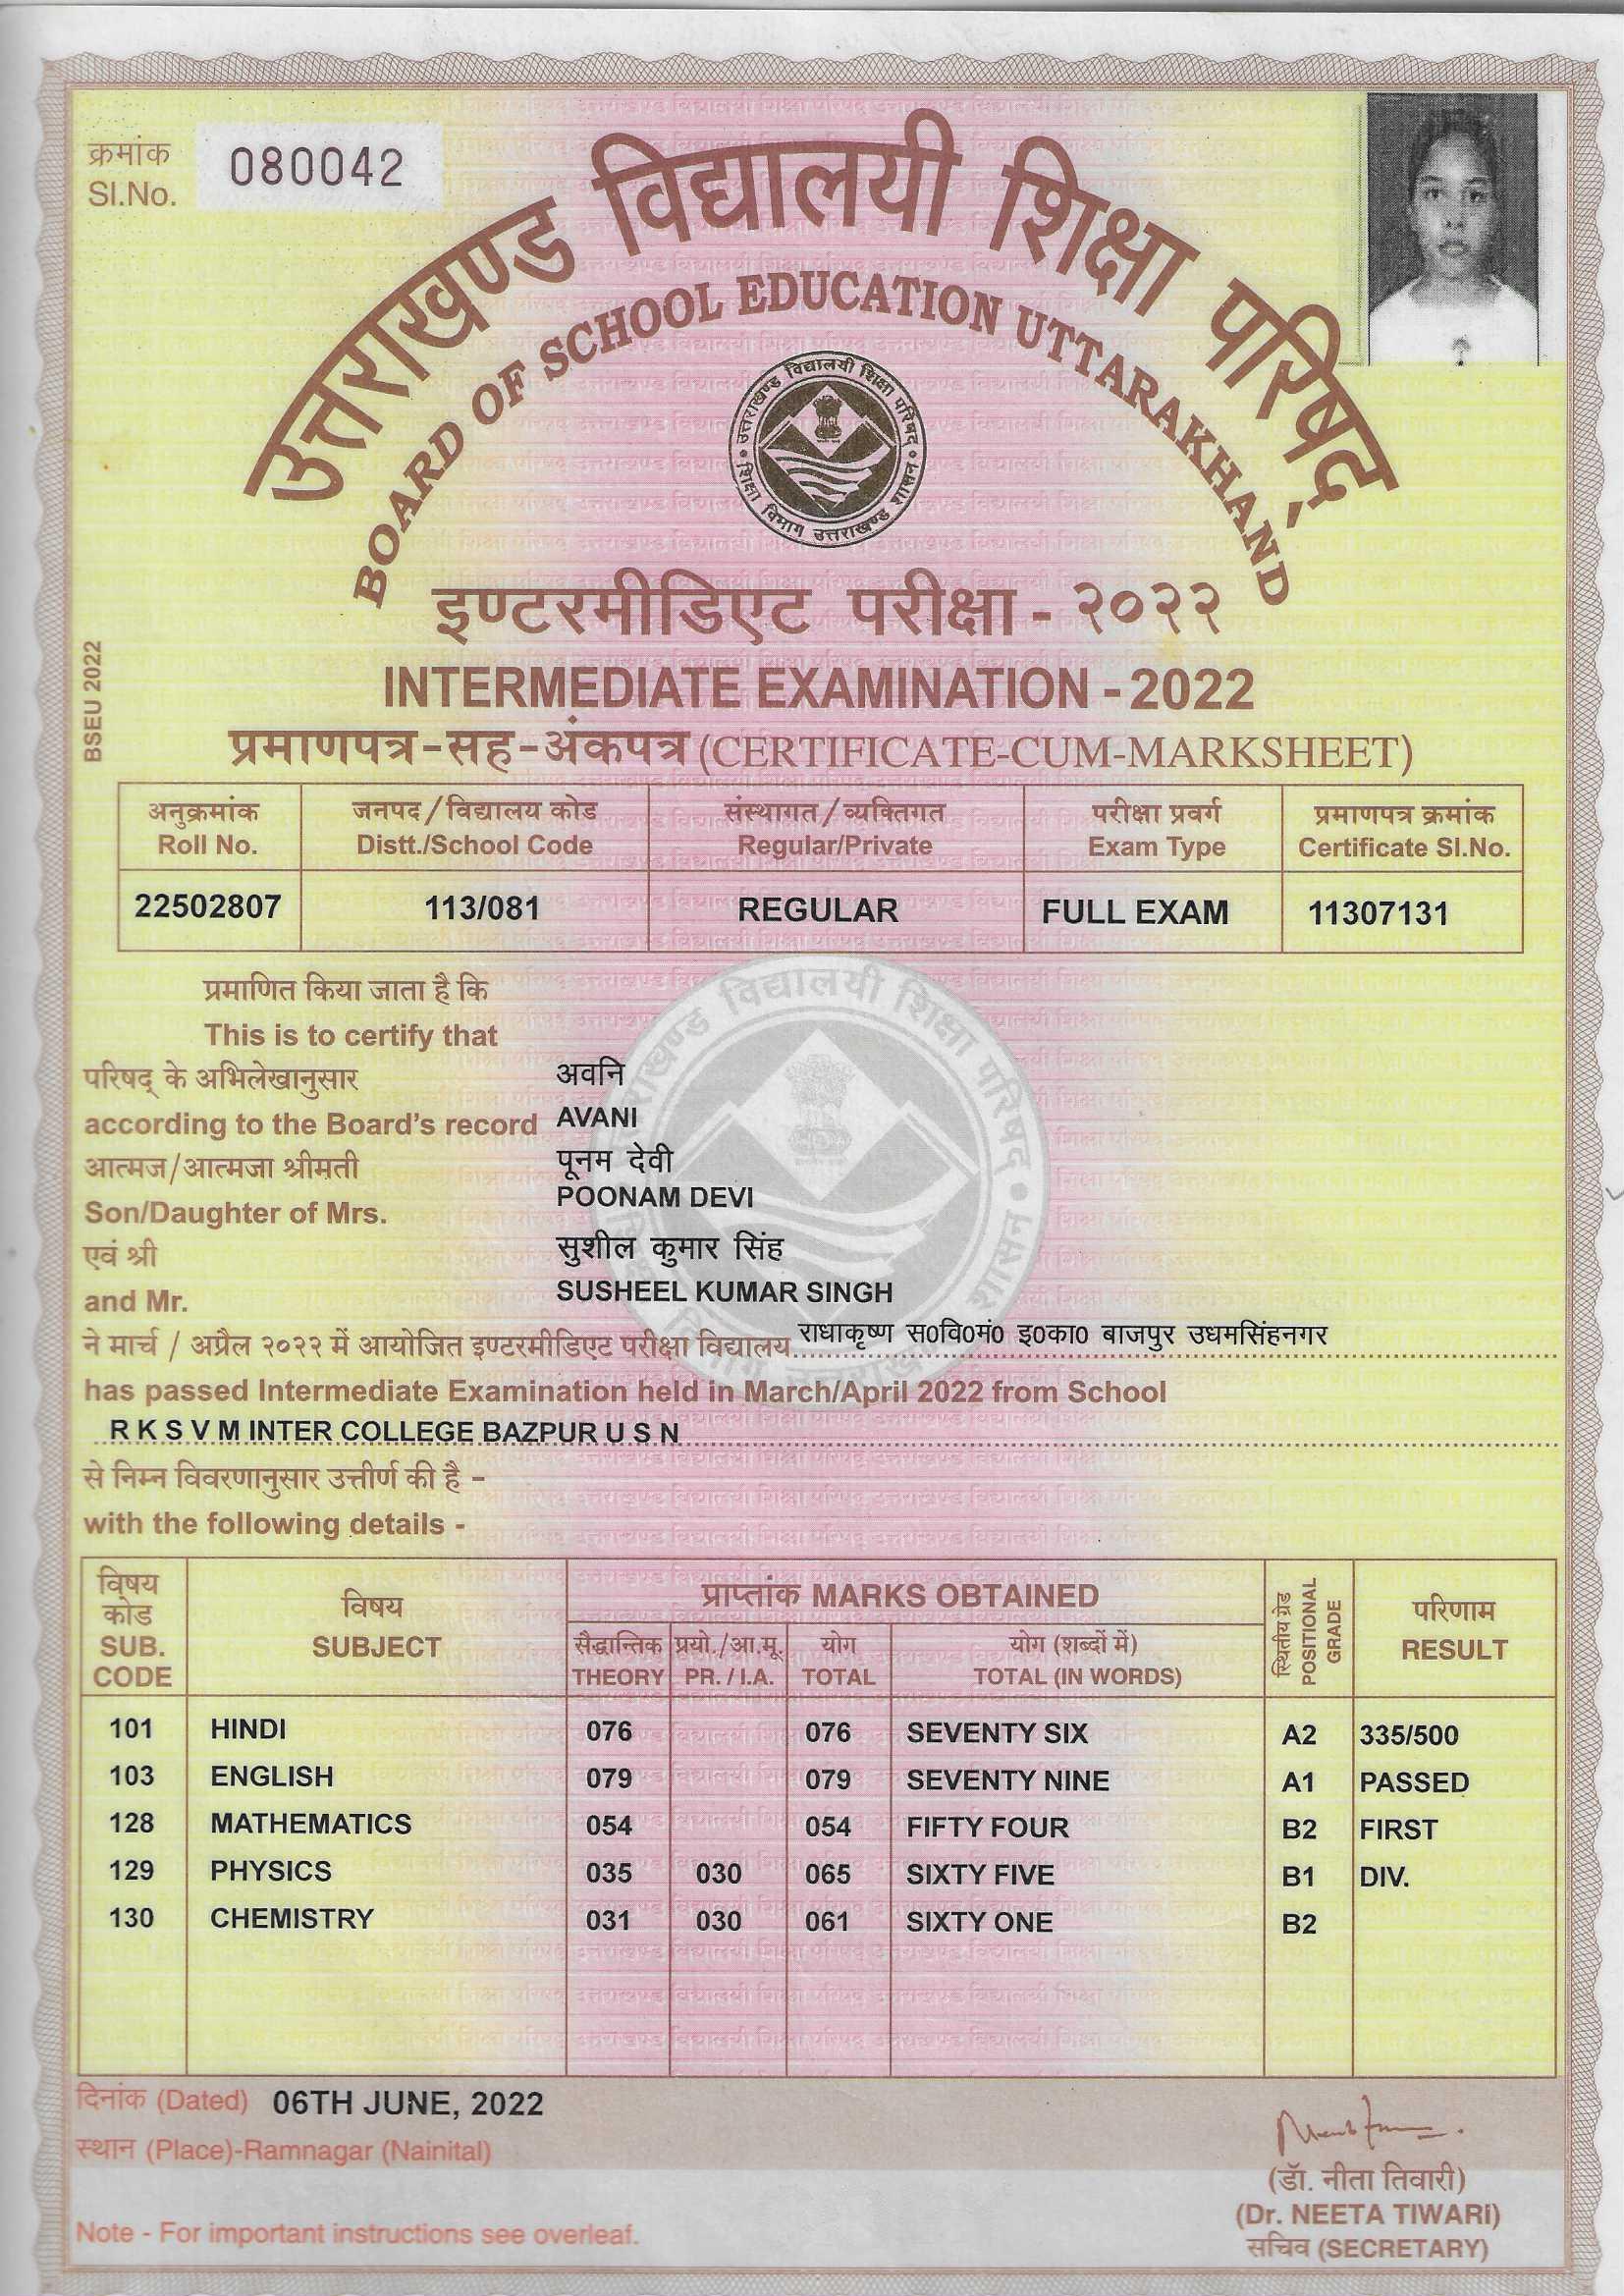 क्रमांक
Sl.No.
080042
उत्तराखण्ड विद्यालयी शिक्षा परिषद्
BOARD OF SCHOOL EDUCATION UTTARAKHAND
उत्तराखण्ड विद्यालयी शिक्षा परिषद
शिक्षा विभाग उत्तराखण्ड शासन
इण्टरमीडिएट परीक्षा - २०२२
INTERMEDIATE EXAMINATION - 2022
BSEU 2022
प्रमाणपत्र-सह-अंकपत्र (CERTIFICATE-CUM-MARKSHEET)
अनुक्रमांक जनपद / विद्यालय कोड संस्थागत / व्यक्तिगत परीक्षा प्रवर्ग प्रमाणपत्र क्रमांक
Roll No. Distt./School Code Regular/Private Exam Type Certificate Sl.No.
22502807 113/081 REGULAR FULL EXAM 11307131
प्रमाणित किया जाता है कि
This is to certify that
परिषद् के अभिलेखानुसार अवनि
according to the Board's record AVANI
आत्मज/आत्मजा श्रीमती पूनम देवी
Son/Daughter of Mrs. POONAM DEVI
एवं श्री सुशील कुमार सिंह
and Mr. SUSHEEL KUMAR SINGH
ने मार्च / अप्रैल २०२२ में आयोजित इण्टरमीडिएट परीक्षा विद्यालय राधाकृष्ण स०वि०मं० इ०का० बाजपुर उधमसिंहनगर
has passed Intermediate Examination held in March/April 2022 from School
R K S V M INTER COLLEGE BAZPUR U S N
से निम्न विवरणानुसार उत्तीर्ण की है -
with the following details -
विषय कोड विषय प्राप्तांक MARKS OBTAINED स्थितीय ग्रेड परिणाम
SUB. CODE SUBJECT POSITIONAL GRADE RESULT
सैद्धान्तिक प्रयो./आ.मू. योग योग (शब्दों में)
THEORY PR. / I.A. TOTAL TOTAL (IN WORDS)
101 HINDI 076 076 SEVENTY SIX A2 335/500
103 ENGLISH 079 079 SEVENTY NINE A1 PASSED
128 MATHEMATICS 054 054 FIFTY FOUR B2 FIRST
129 PHYSICS 035 030 065 SIXTY FIVE B1 DIV.
130 CHEMISTRY 031 030 061 SIXTY ONE B2
दिनांक (Dated) 06TH JUNE, 2022
स्थान (Place)-Ramnagar (Nainital)
(डॉ. नीता तिवारी)
(Dr. NEETA TIWARI)
सचिव (SECRETARY)
Note - For important instructions see overleaf.